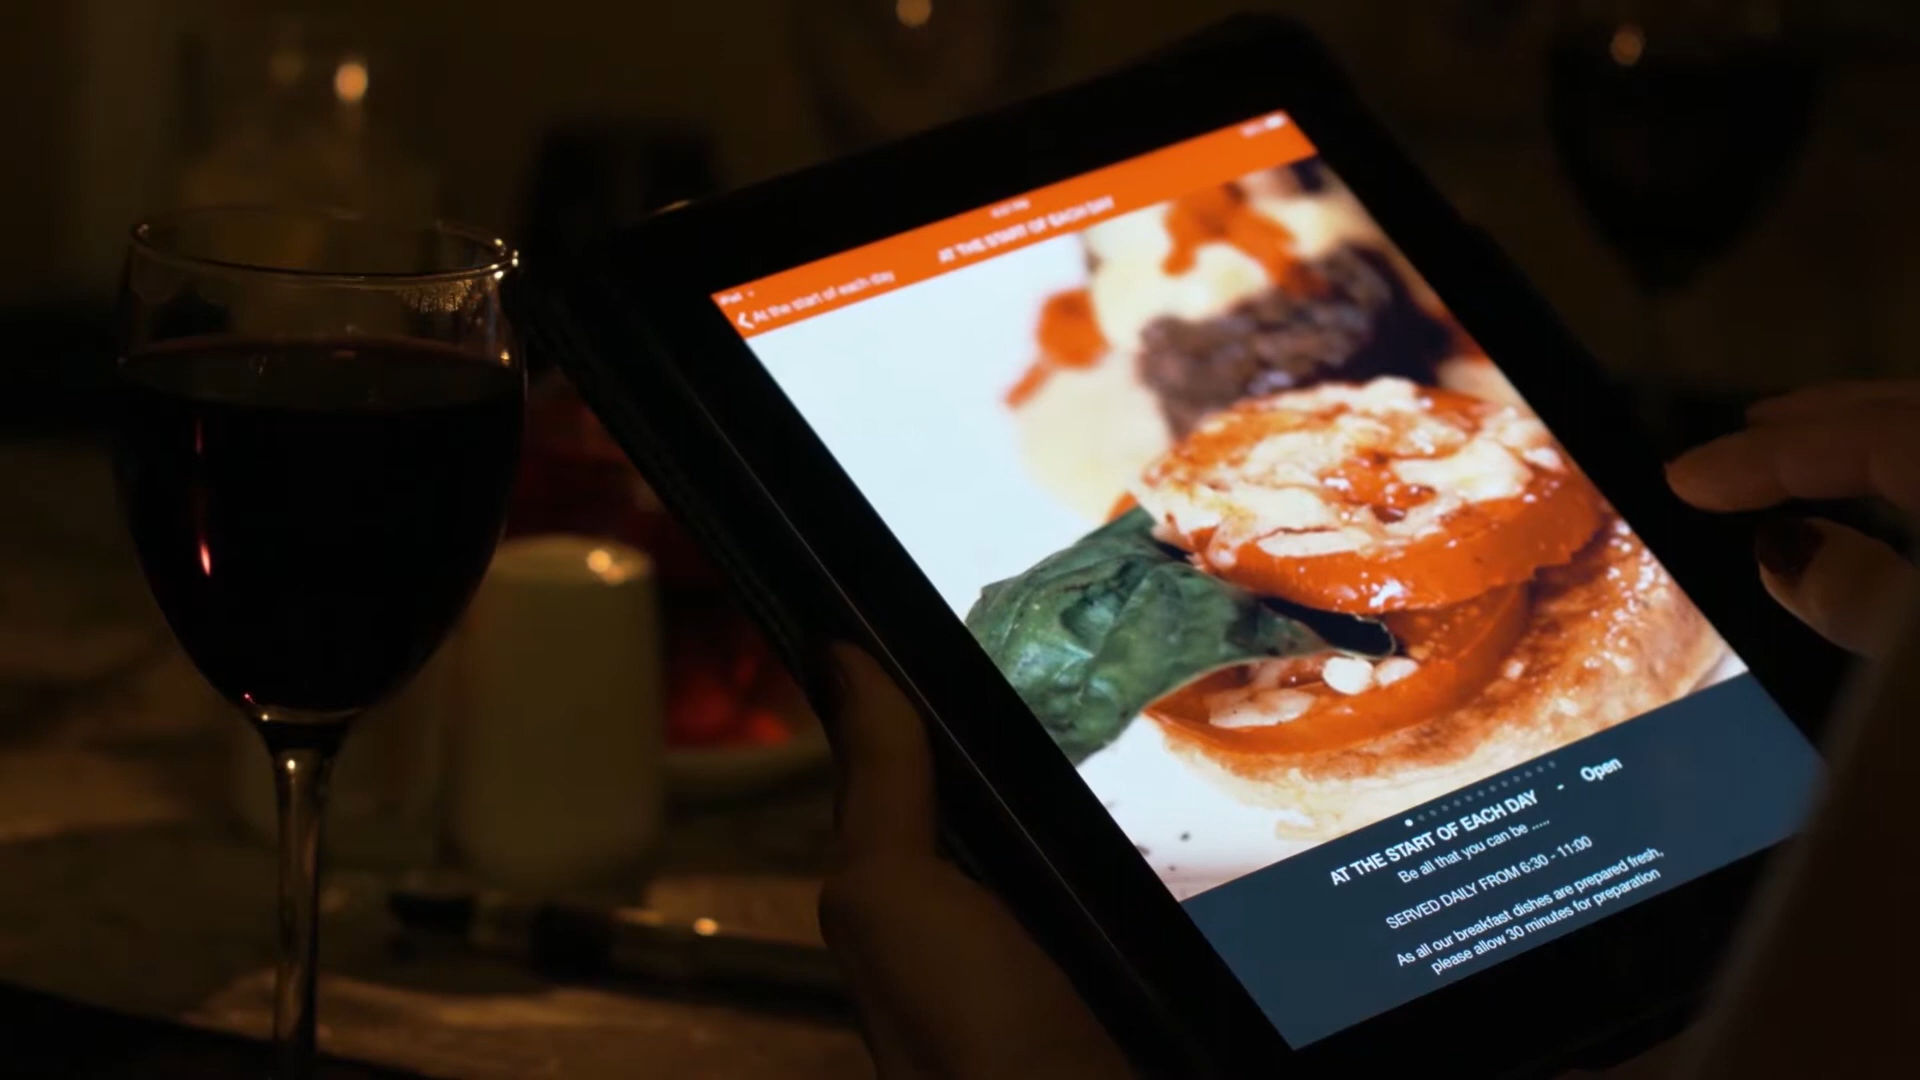 iPad
AT THE START OF EACH DAY
At the start of each day
AT THE START OF EACH DAY - Open
Be all that you can be .....
SERVED DAILY FROM 6:30 - 11:00
As all our breakfast dishes are prepared fresh,
please allow 30 minutes for preparation